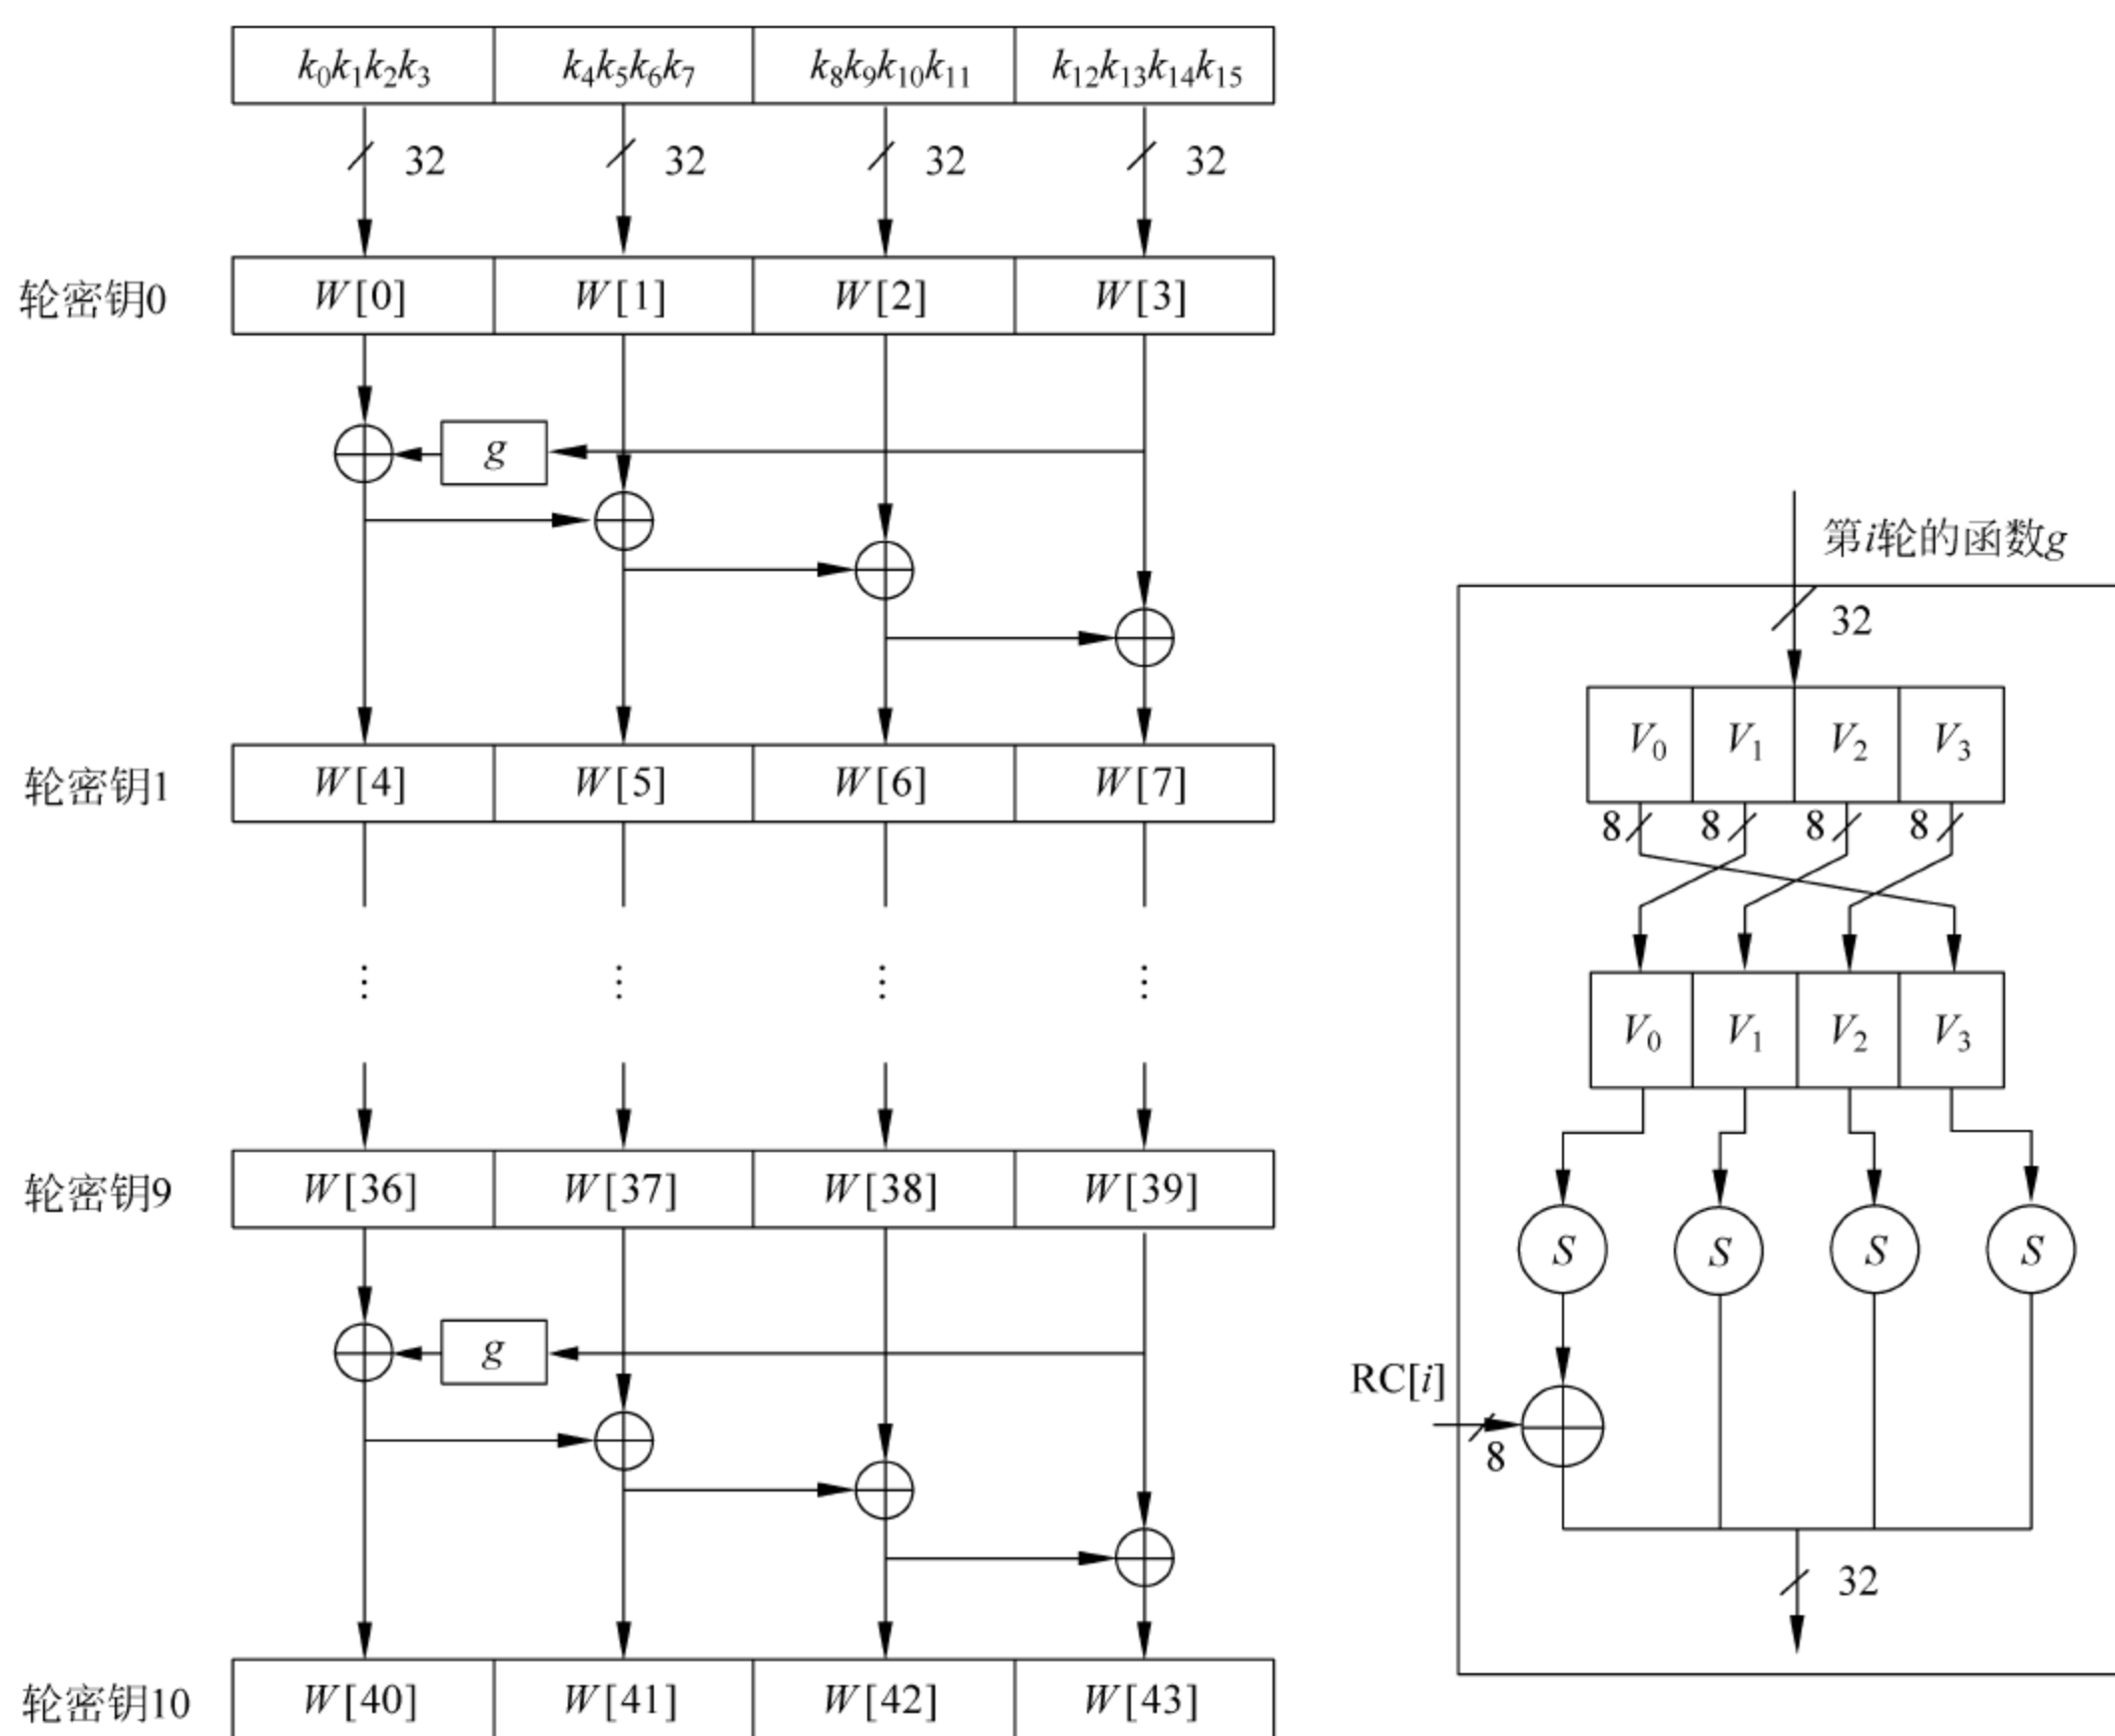 k₀k₁k₂k₃ k₄k₅k₆k₇ k₈k₉k₁₀k₁₁ k₁₂k₁₃k₁₄k₁₅
32 32 32 32
轮密钥0 W[0] W[1] W[2] W[3]
g
轮密钥1 W[4] W[5] W[6] W[7]
⋮ ⋮ ⋮ ⋮
轮密钥9 W[36] W[37] W[38] W[39]
g
轮密钥10 W[40] W[41] W[42] W[43]
第i轮的函数g
32
V₀ V₁ V₂ V₃
8 8 8 8
V₀ V₁ V₂ V₃
S S S S
RC[i]
8
32